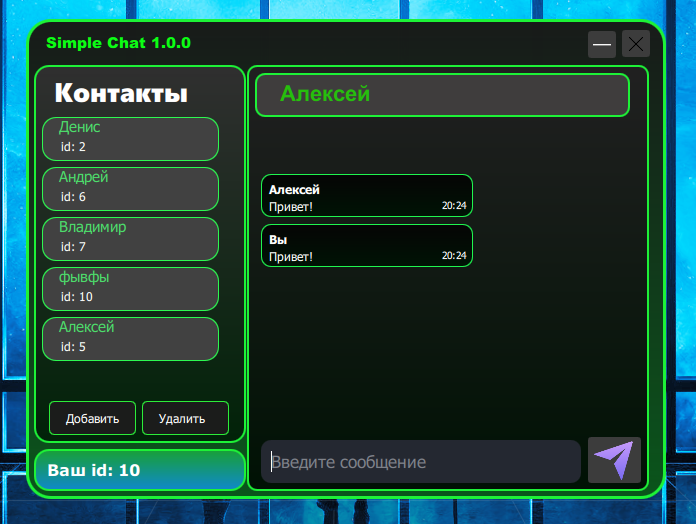 Simple Chat 1.0.0
Контакты
Денис
id: 2
Андрей
id: 6
Владимир
id: 7
фывфы
id: 10
Алексей
id: 5
Добавить
Удалить
Ваш id: 10
Алексей
Алексей
Привет! 20:24
Вы
Привет! 20:24
Введите сообщение